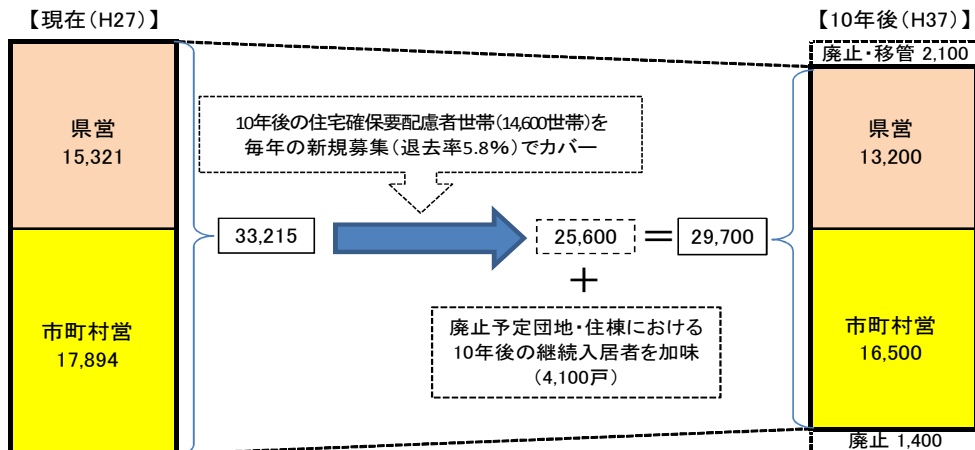 【現在(H27)】
【10年後(H37)】
廃止・移管 2,100
県営
15,321
10年後の住宅確保要配慮者世帯(14,600世帯)を
毎年の新規募集(退去率5.8%)でカバー
県営
13,200
33,215
25,600
=
29,700
+
市町村営
17,894
廃止予定団地・住棟における
10年後の継続入居者を加味
(4,100戸)
市町村営
16,500
廃止 1,400